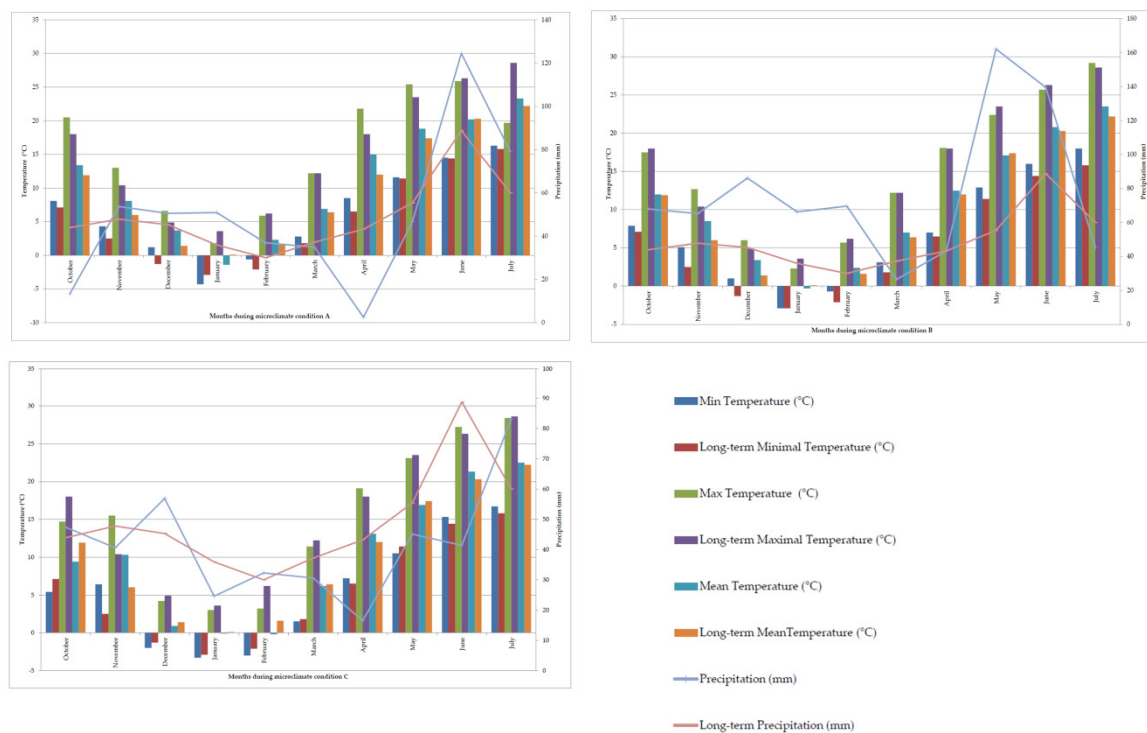 35
30
25
20
15
10
5
0
-5
-10
Temperature (°C)
140
120
100
80
60
40
20
0
Precipitation (mm)
October
November
December
January
February
March
April
May
June
July
Months during microclimate condition A
35
30
25
20
15
10
5
0
-5
Temperature (°C)
180
160
140
120
100
80
60
40
20
0
Precipitation (mm)
October
November
December
January
February
March
April
May
June
July
Months during microclimate condition B
35
30
25
20
15
10
5
0
-5
Temperature (°C)
100
90
80
70
60
50
40
30
20
10
0
Precipitation (mm)
October
November
December
January
February
March
April
May
June
July
Months during microclimate condition C
Min Temperature (°C)
Long-term Minimal Temperature (°C)
Max Temperature (°C)
Long-term Maximal Temperature (°C)
Mean Temperature (°C)
Long-term MeanTemperature (°C)
Precipitation (mm)
Long-term Precipitation (mm)